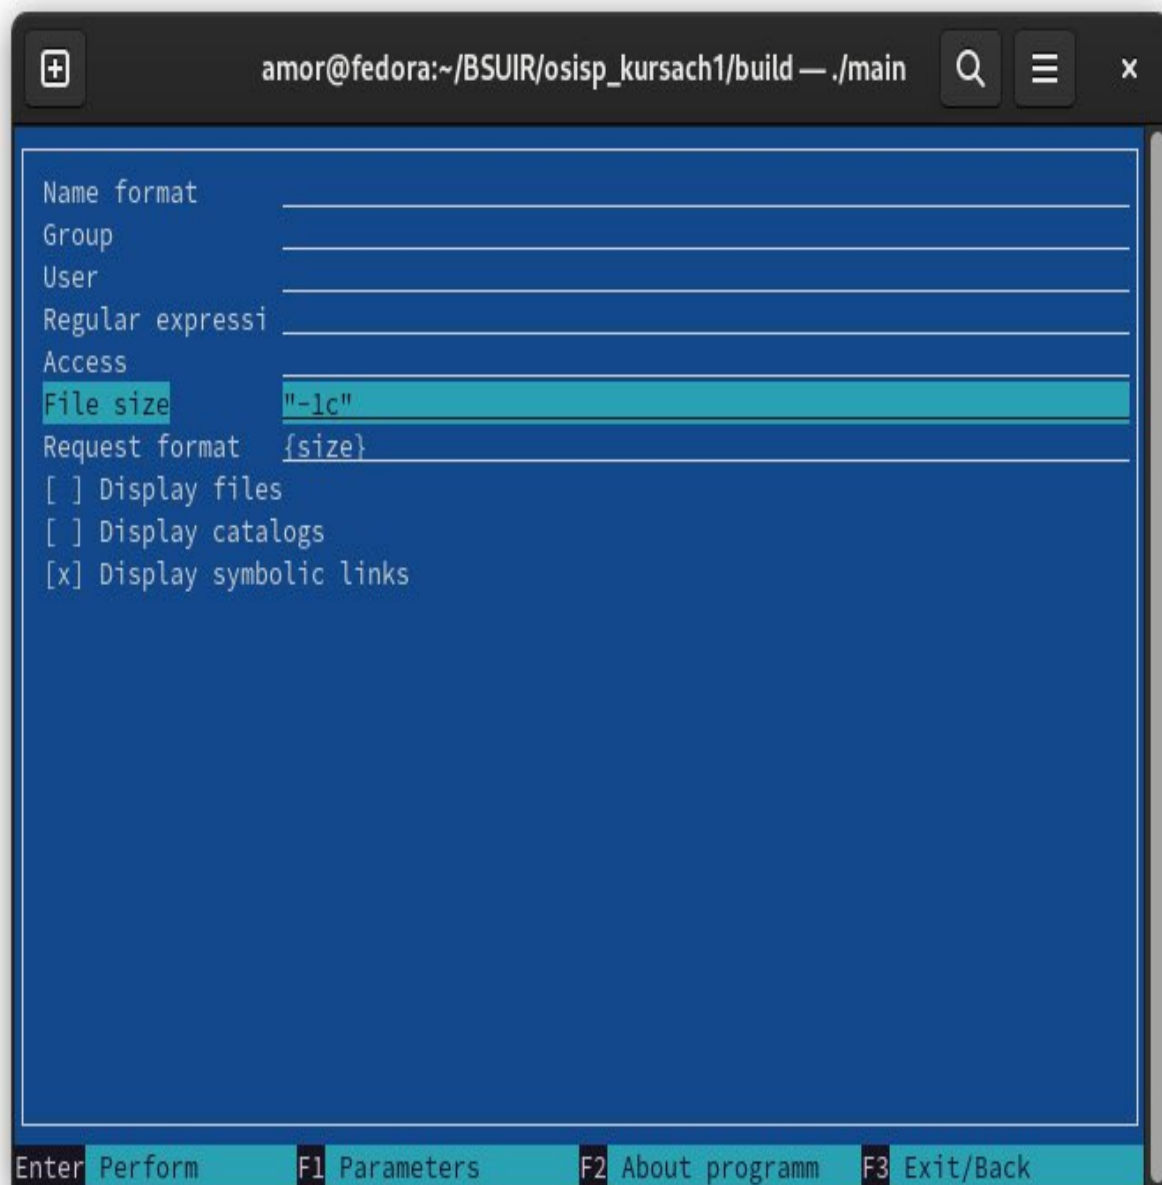 amor@fedora:~/BSUIR/osisp_kursach1/build — ./main
Name format
Group
User
Regular expressi
Access
File size "-1c"
Request format {size}
[ ] Display files
[ ] Display catalogs
[x] Display symbolic links
Enter Perform F1 Parameters F2 About programm F3 Exit/Back